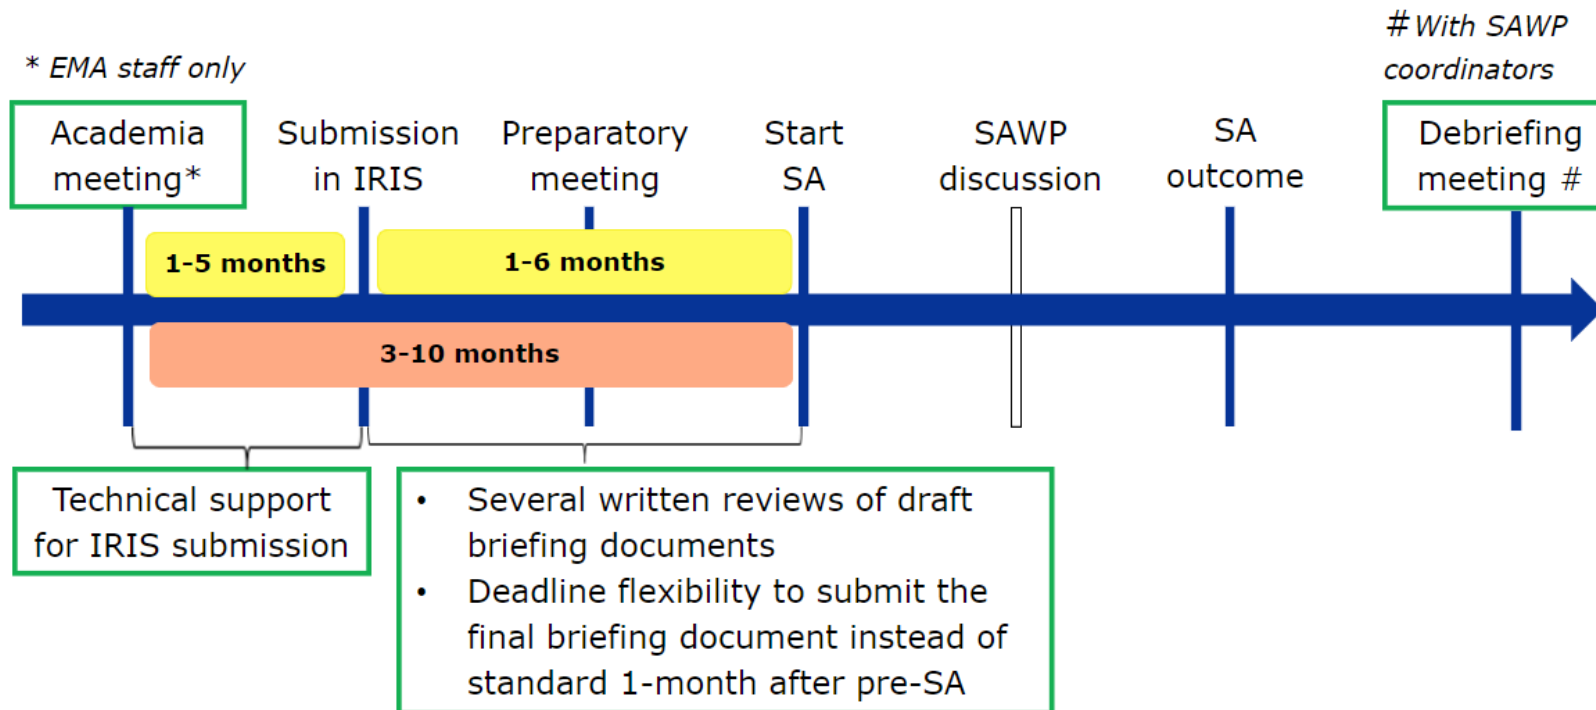 * EMA staff only
# With SAWP
coordinators
Academia
meeting*
Submission
in IRIS
Preparatory
meeting
Start
SA
SAWP
discussion
SA
outcome
Debriefing
meeting #
1-5 months
1-6 months
3-10 months
Technical support
for IRIS submission
• Several written reviews of draft
briefing documents
• Deadline flexibility to submit the
final briefing document instead of
standard 1-month after pre-SA